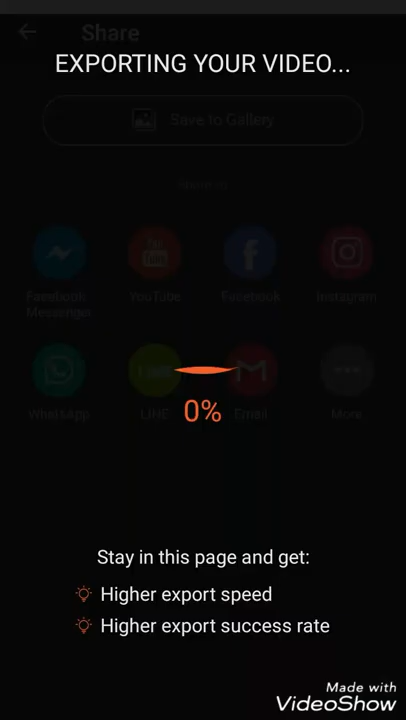 Share
EXPORTING YOUR VIDEO...
Save to Gallery
Facebook Messenger
YouTube
Facebook
Instagram
WhatsApp
LINE
Email
More
0%
Stay in this page and get:
Higher export speed
Higher export success rate
Made with
VideoShow